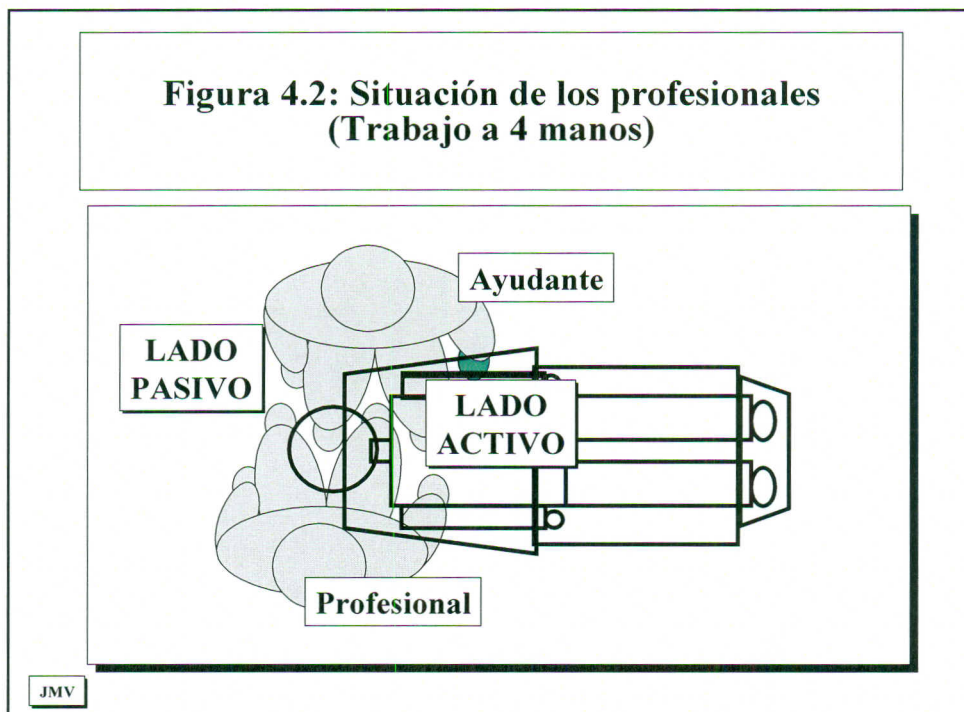 Figura 4.2: Situación de los profesionales
(Trabajo a 4 manos)
Ayudante
LADO
PASIVO
LADO
ACTIVO
Profesional
JMV